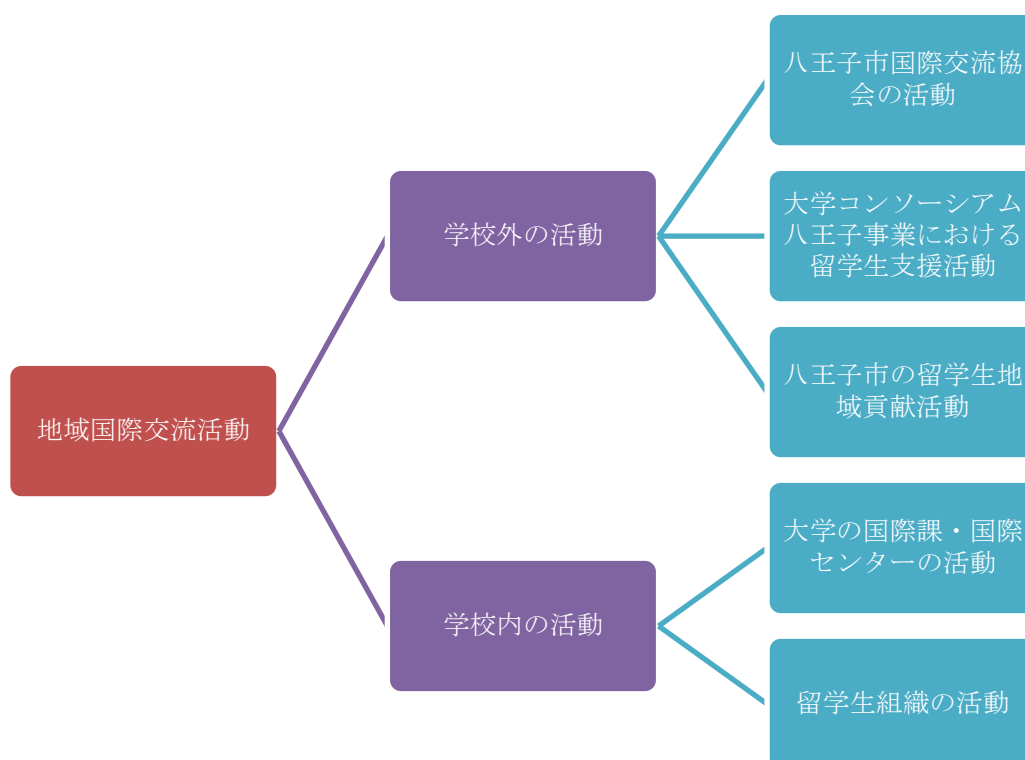 地域国際交流活動
学校外の活動
八王子市国際交流協
会の活動
大学コンソーシアム
八王子事業における
留学生支援活動
八王子市の留学生地
域貢献活動
学校内の活動
大学の国際課・国際
センターの活動
留学生組織の活動